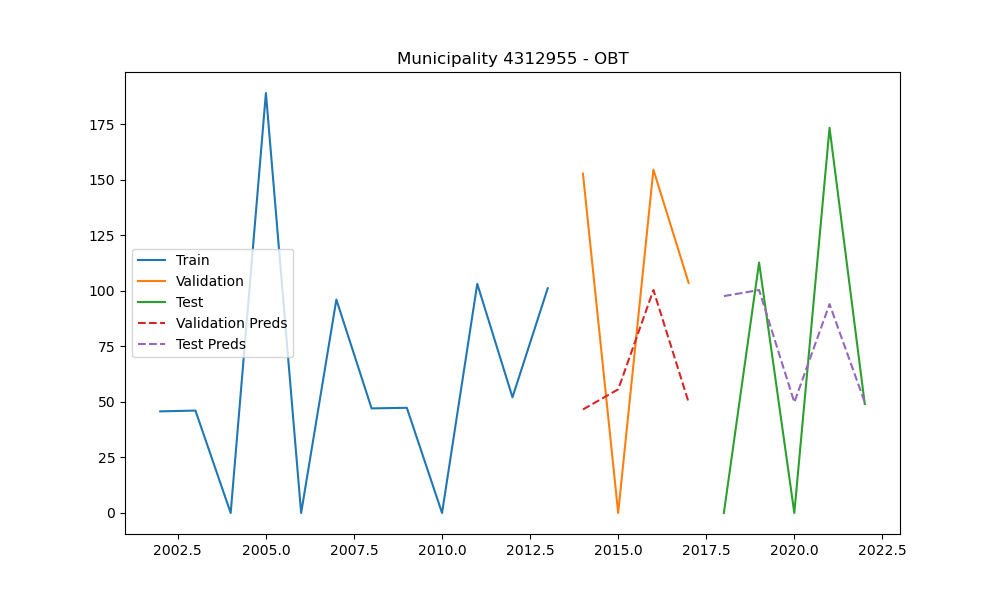 Municipality 4312955 - OBT
175
150
125
100
75
50
25
0
Train
Validation
Test
Validation Preds
Test Preds
2002.5 2005.0 2007.5 2010.0 2012.5 2015.0 2017.5 2020.0 2022.5